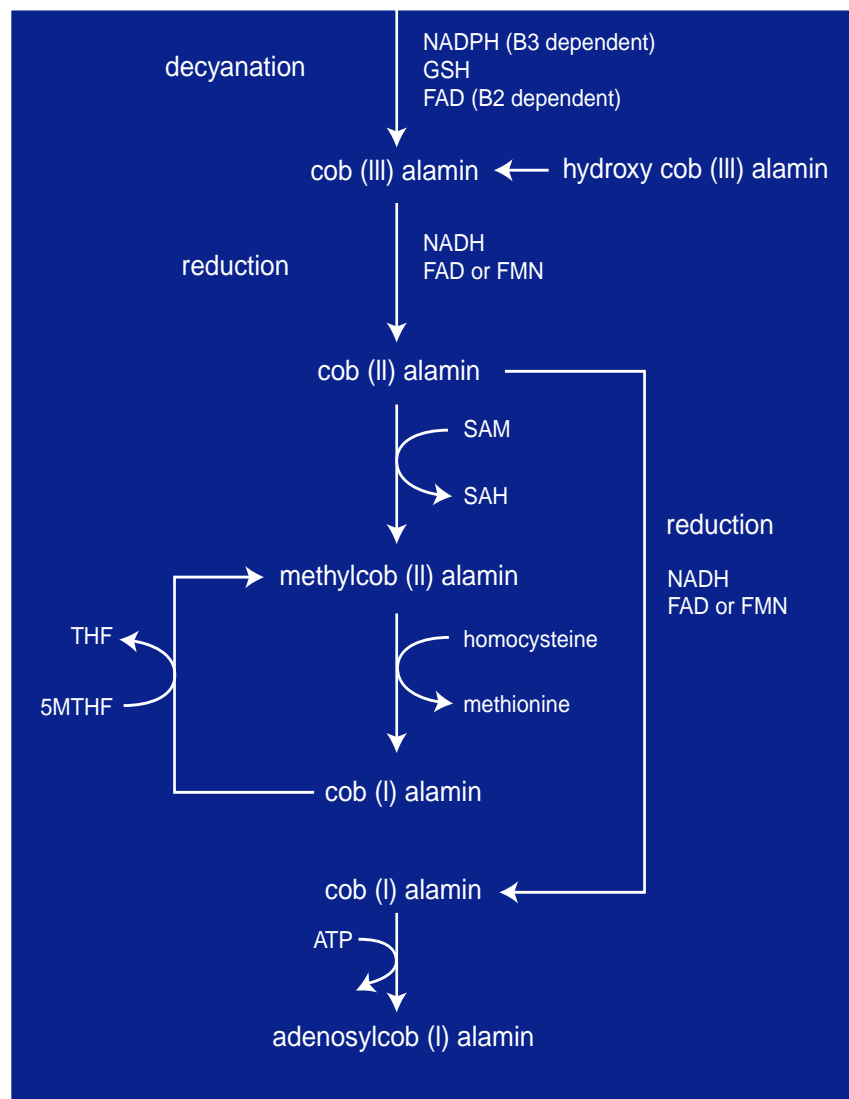 decyanation
NADPH (B3 dependent)
GSH
FAD (B2 dependent)
cob (III) alamin
hydroxy cob (III) alamin
reduction
NADH
FAD or FMN
cob (II) alamin
SAM
SAH
reduction
NADH
FAD or FMN
methylcob (II) alamin
THF
5MTHF
homocysteine
methionine
cob (I) alamin
cob (I) alamin
ATP
adenosylcob (I) alamin